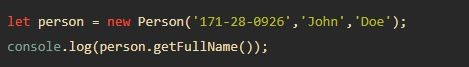 let person = new Person('171-28-0926','John','Doe');
console.log(person.getFullName());